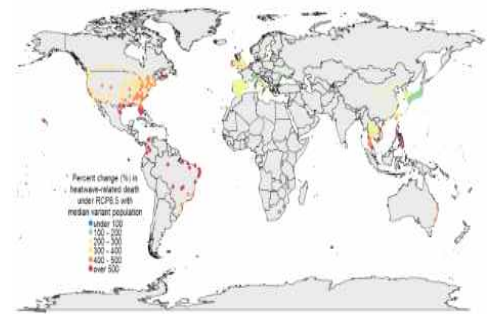 Percent change (%) in
heatwave-related death
under RCP8.5 with
median variant population
under 100
100 - 200
200 - 300
300 - 400
400 - 500
over 500